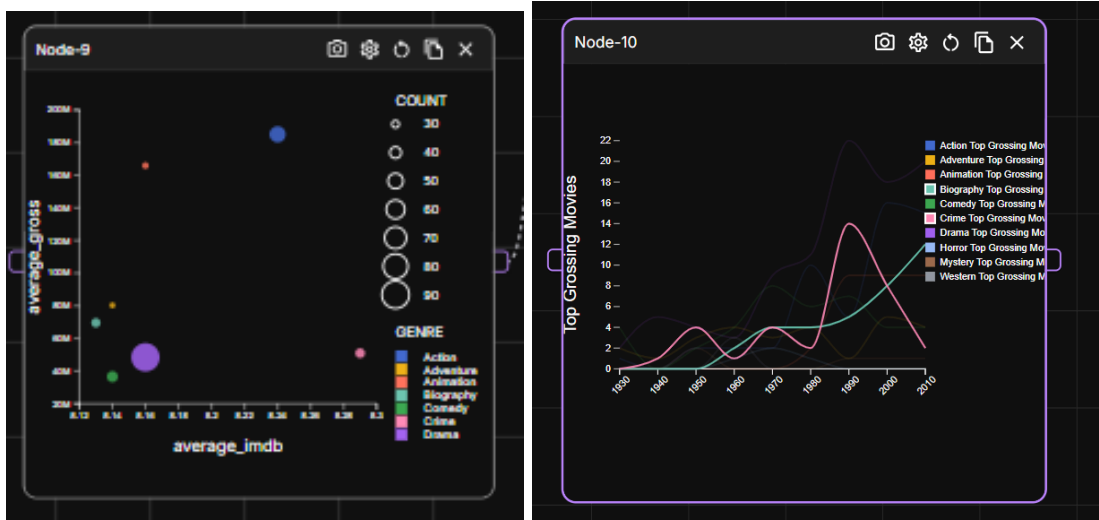 Node-9
200M
180M
160M
140M
120M
100M
80M
60M
40M
20M
average_gross
8.12 8.14 8.16 8.18 8.2 8.22 8.24 8.26 8.28 8.3
average_imdb
COUNT
30
40
50
60
70
80
90
GENRE
Action
Adventure
Animation
Biography
Comedy
Crime
Drama
Node-10
22
20
18
16
14
12
10
8
6
4
2
0
Top Grossing Movies
1930 1940 1950 1960 1970 1980 1990 2000 2010
Action Top Grossing Mov
Adventure Top Grossing
Animation Top Grossing
Biography Top Grossing
Comedy Top Grossing M
Crime Top Grossing Mov
Drama Top Grossing Mo
Horror Top Grossing Mo
Mystery Top Grossing M
Western Top Grossing M